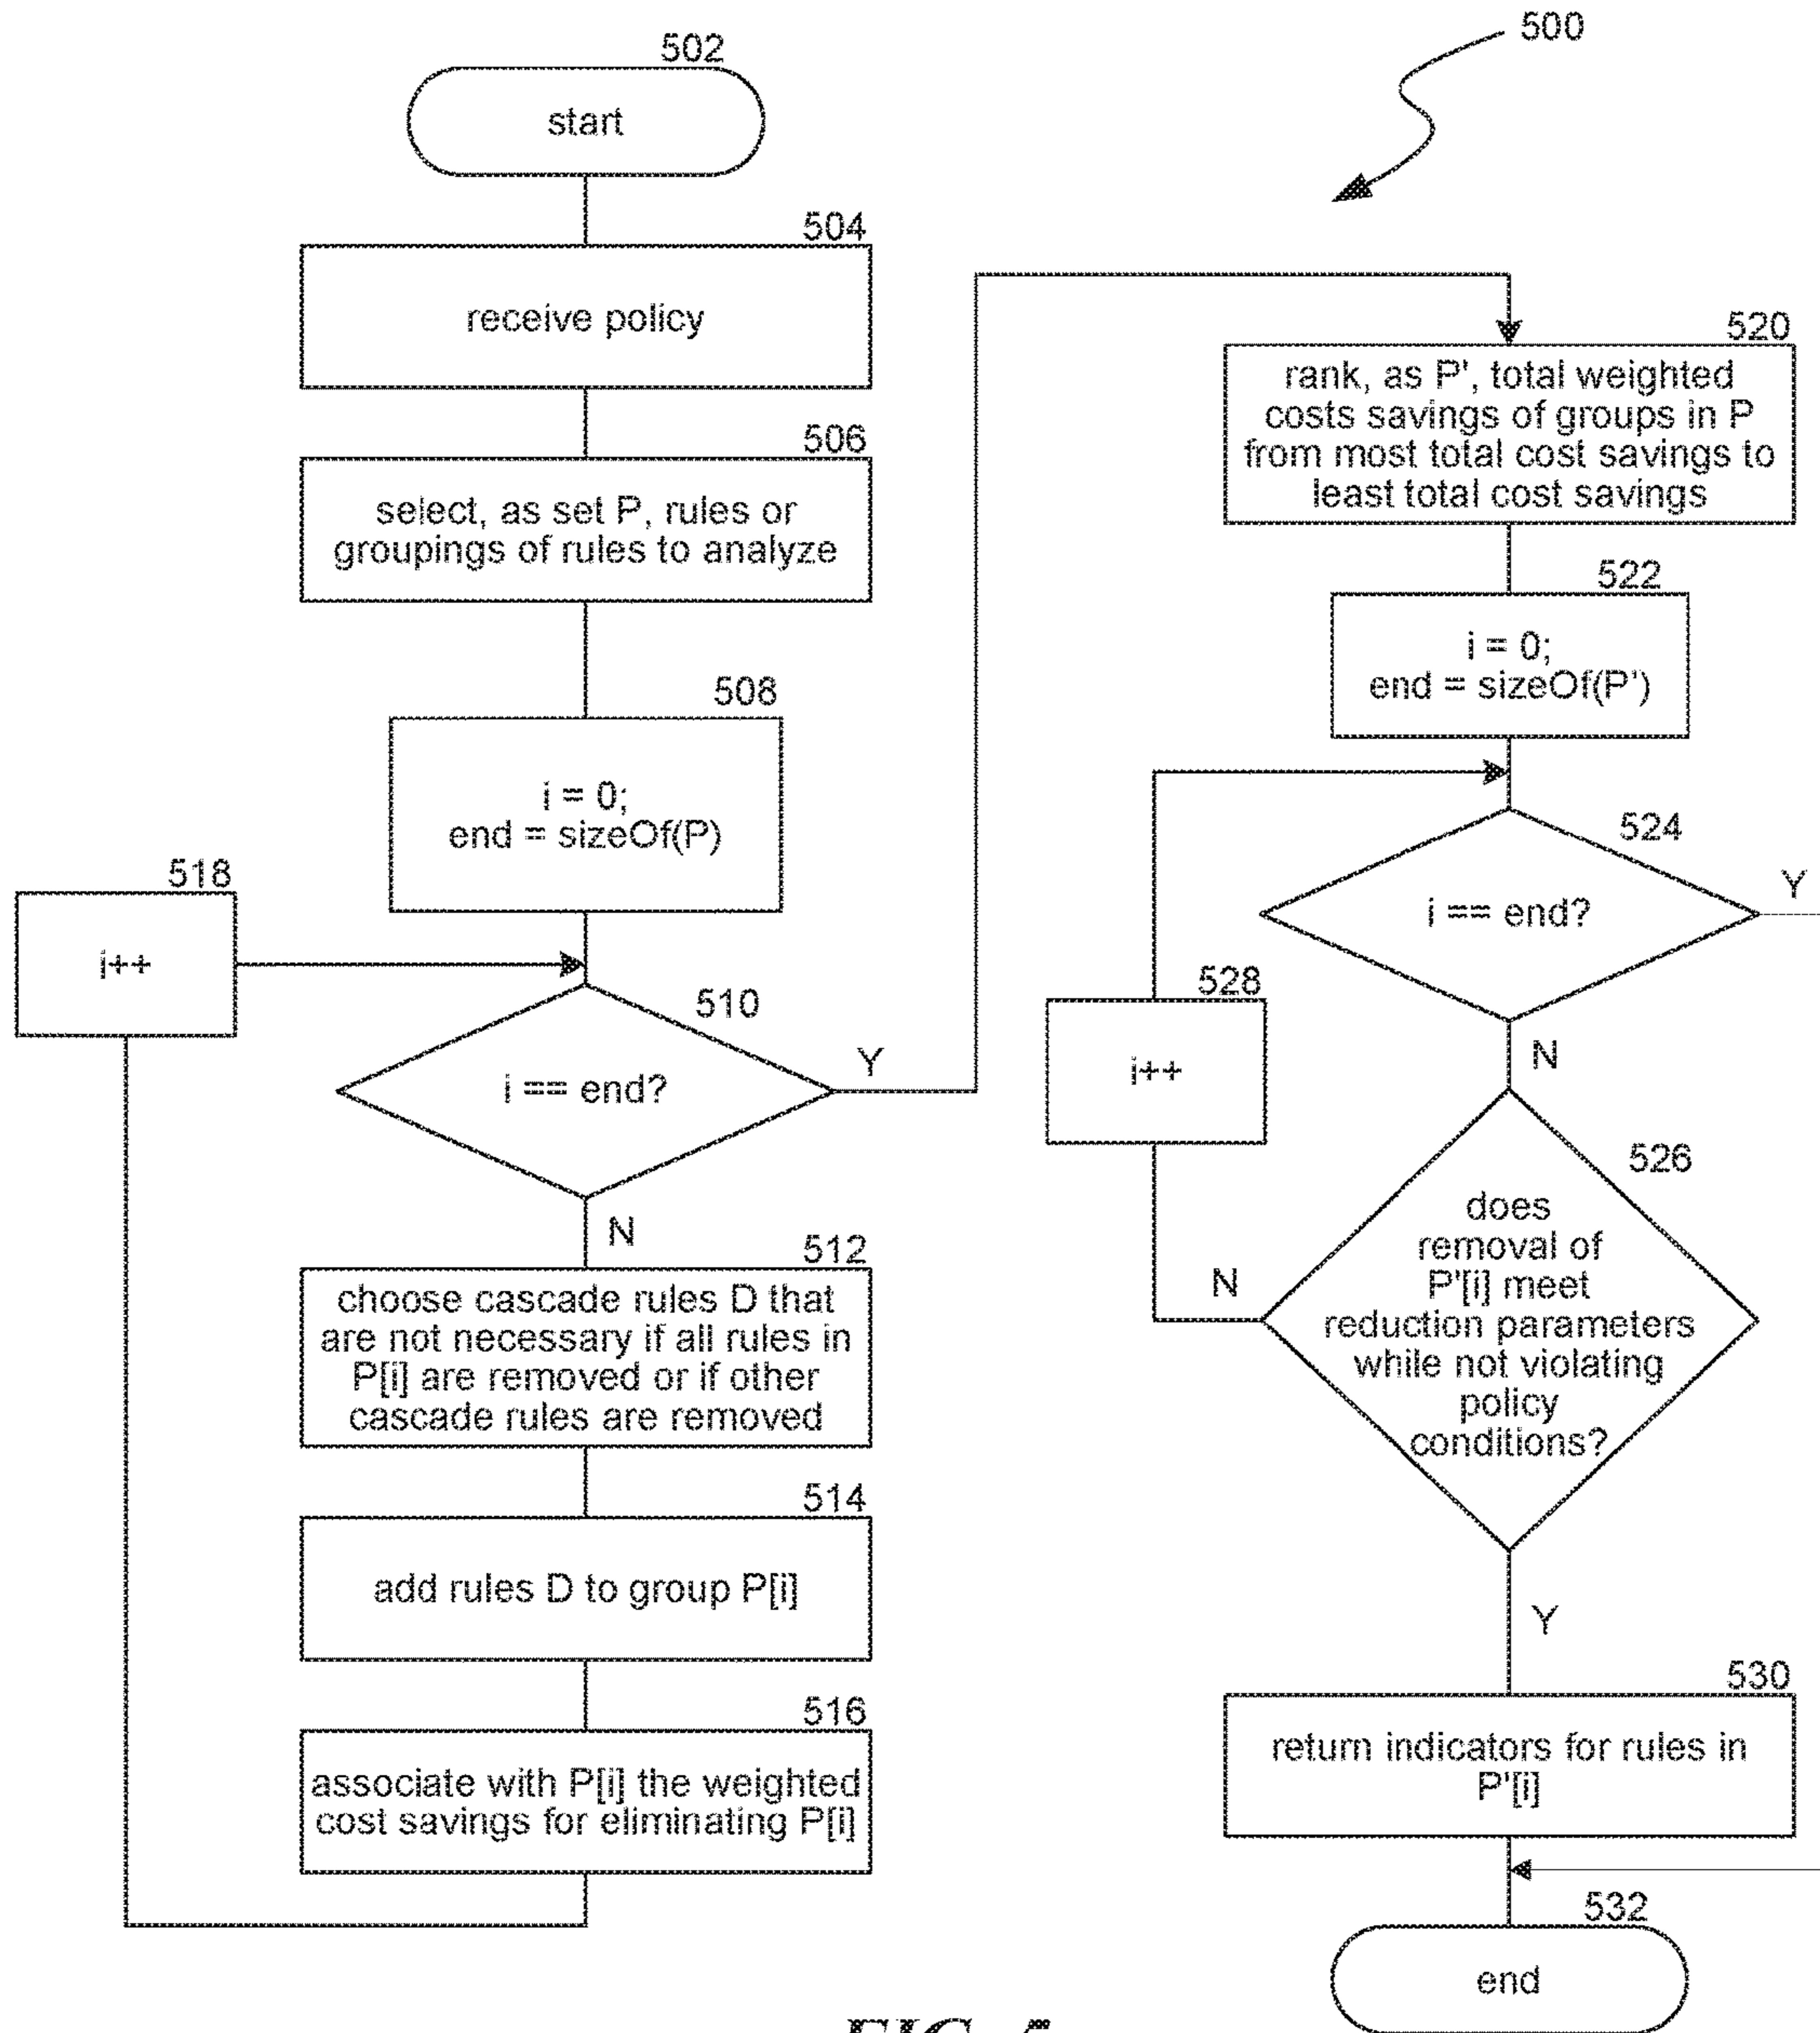 500
502
start
504
receive policy
506
select, as set P, rules or
groupings of rules to analyze
508
i = 0;
end = sizeOf(P)
518
i++
510
i == end?
Y
N
512
choose cascade rules D that
are not necessary if all rules in
P[i] are removed or if other
cascade rules are removed
514
add rules D to group P[i]
516
associate with P[i] the weighted
cost savings for eliminating P[i]
520
rank, as P', total weighted
costs savings of groups in P
from most total cost savings to
least total cost savings
522
i = 0;
end = sizeOf(P')
524
i == end?
Y
N
528
i++
526
does
removal of
P'[i] meet
reduction parameters
while not violating
policy
conditions?
N
Y
530
return indicators for rules in
P'[i]
532
end